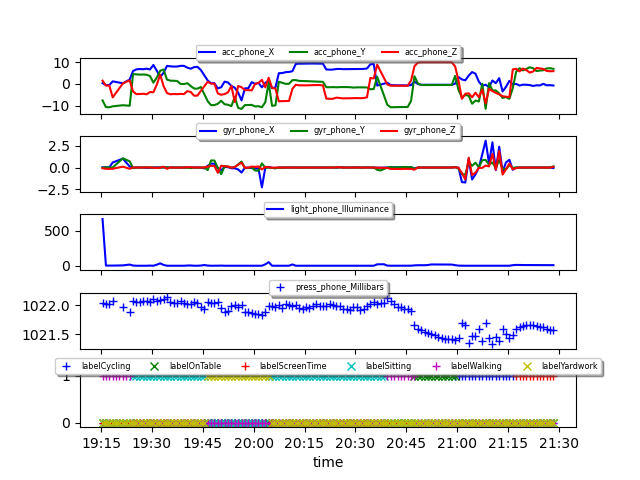 acc_phone_X acc_phone_Y acc_phone_Z
10
0
−10
gyr_phone_X gyr_phone_Y gyr_phone_Z
2.5
0.0
−2.5
light_phone_Illuminance
500
0
press_phone_Millibars
1022.0
1021.5
labelCycling labelOnTable labelScreenTime labelSitting labelWalking labelYardwork
1
0
19:15 19:30 19:45 20:00 20:15 20:30 20:45 21:00 21:15 21:30
time